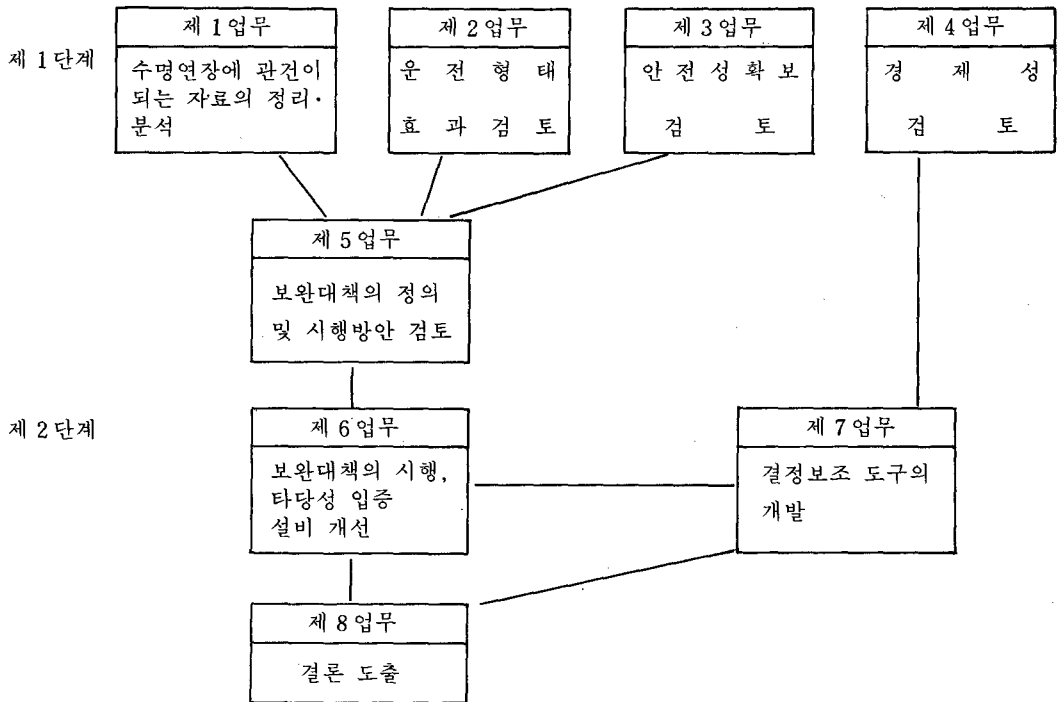 제 1 단계
제 1 업무
수명연장에 관건이
되는 자료의 정리·
분석
제 2 업무
운 전 형 태
효 과 검 토
제 3 업무
안 전 성 확 보
검 토
제 4 업무
경 제 성
검 토
제 5 업무
보완대책의 정의
및 시행방안 검토
제 2 단계
제 6 업무
보완대책의 시행,
타당성 입증
설비 개선
제 7 업무
결정보조 도구의
개발
제 8 업무
결론 도출